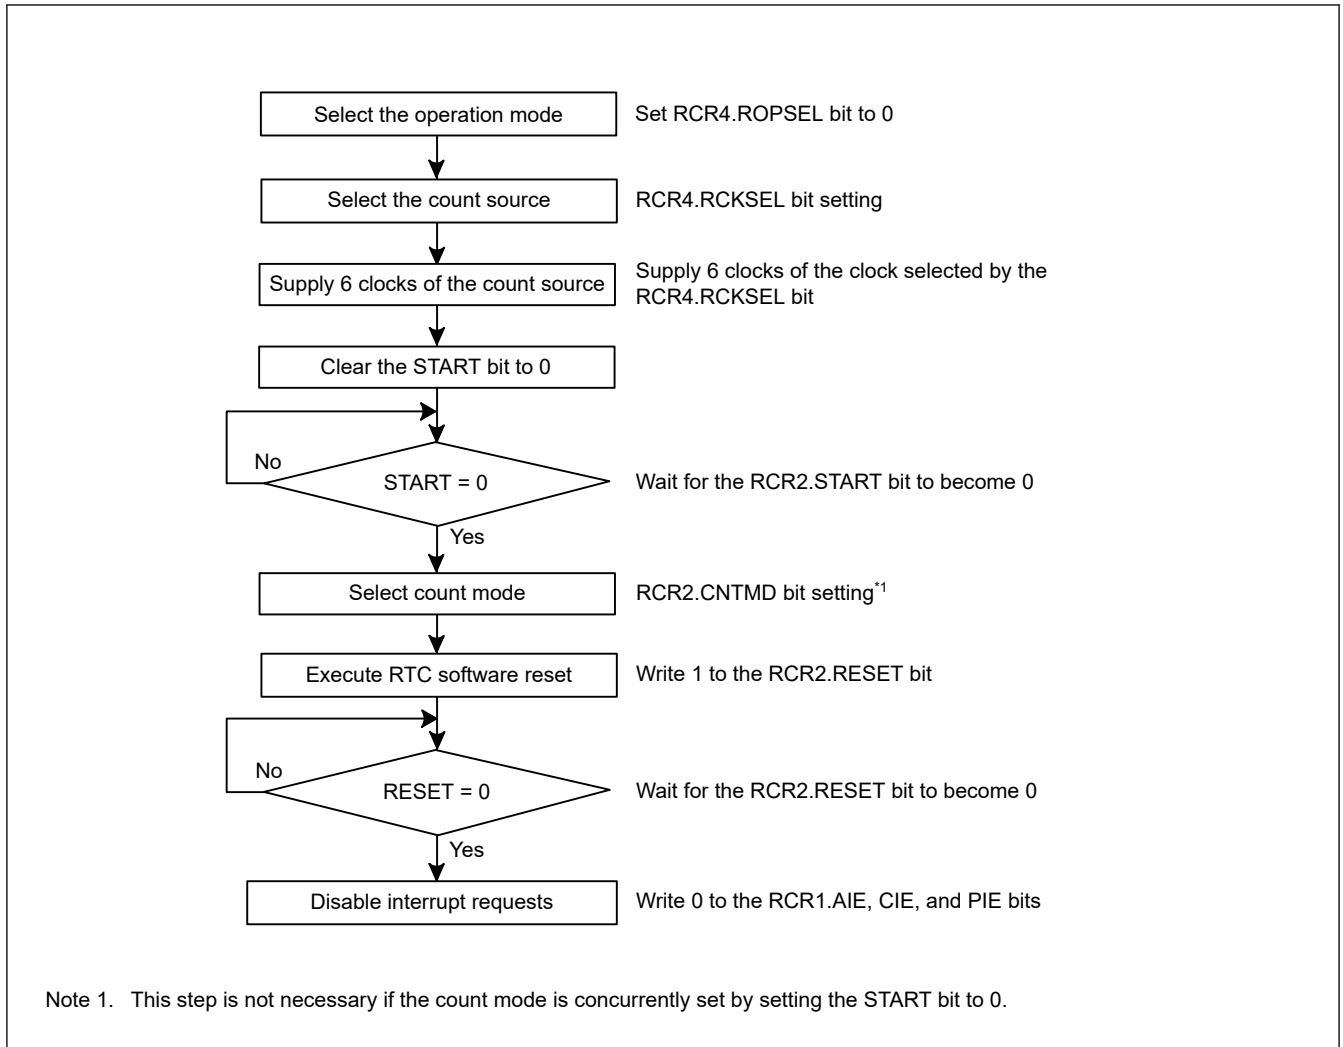 Select the operation mode
Set RCR4.ROPSEL bit to 0
Select the count source
RCR4.RCKSEL bit setting
Supply 6 clocks of the count source
Supply 6 clocks of the clock selected by the
RCR4.RCKSEL bit
Clear the START bit to 0
No
START = 0
Wait for the RCR2.START bit to become 0
Yes
Select count mode
RCR2.CNTMD bit setting*1
Execute RTC software reset
Write 1 to the RCR2.RESET bit
No
RESET = 0
Wait for the RCR2.RESET bit to become 0
Yes
Disable interrupt requests
Write 0 to the RCR1.AIE, CIE, and PIE bits
Note 1. This step is not necessary if the count mode is concurrently set by setting the START bit to 0.